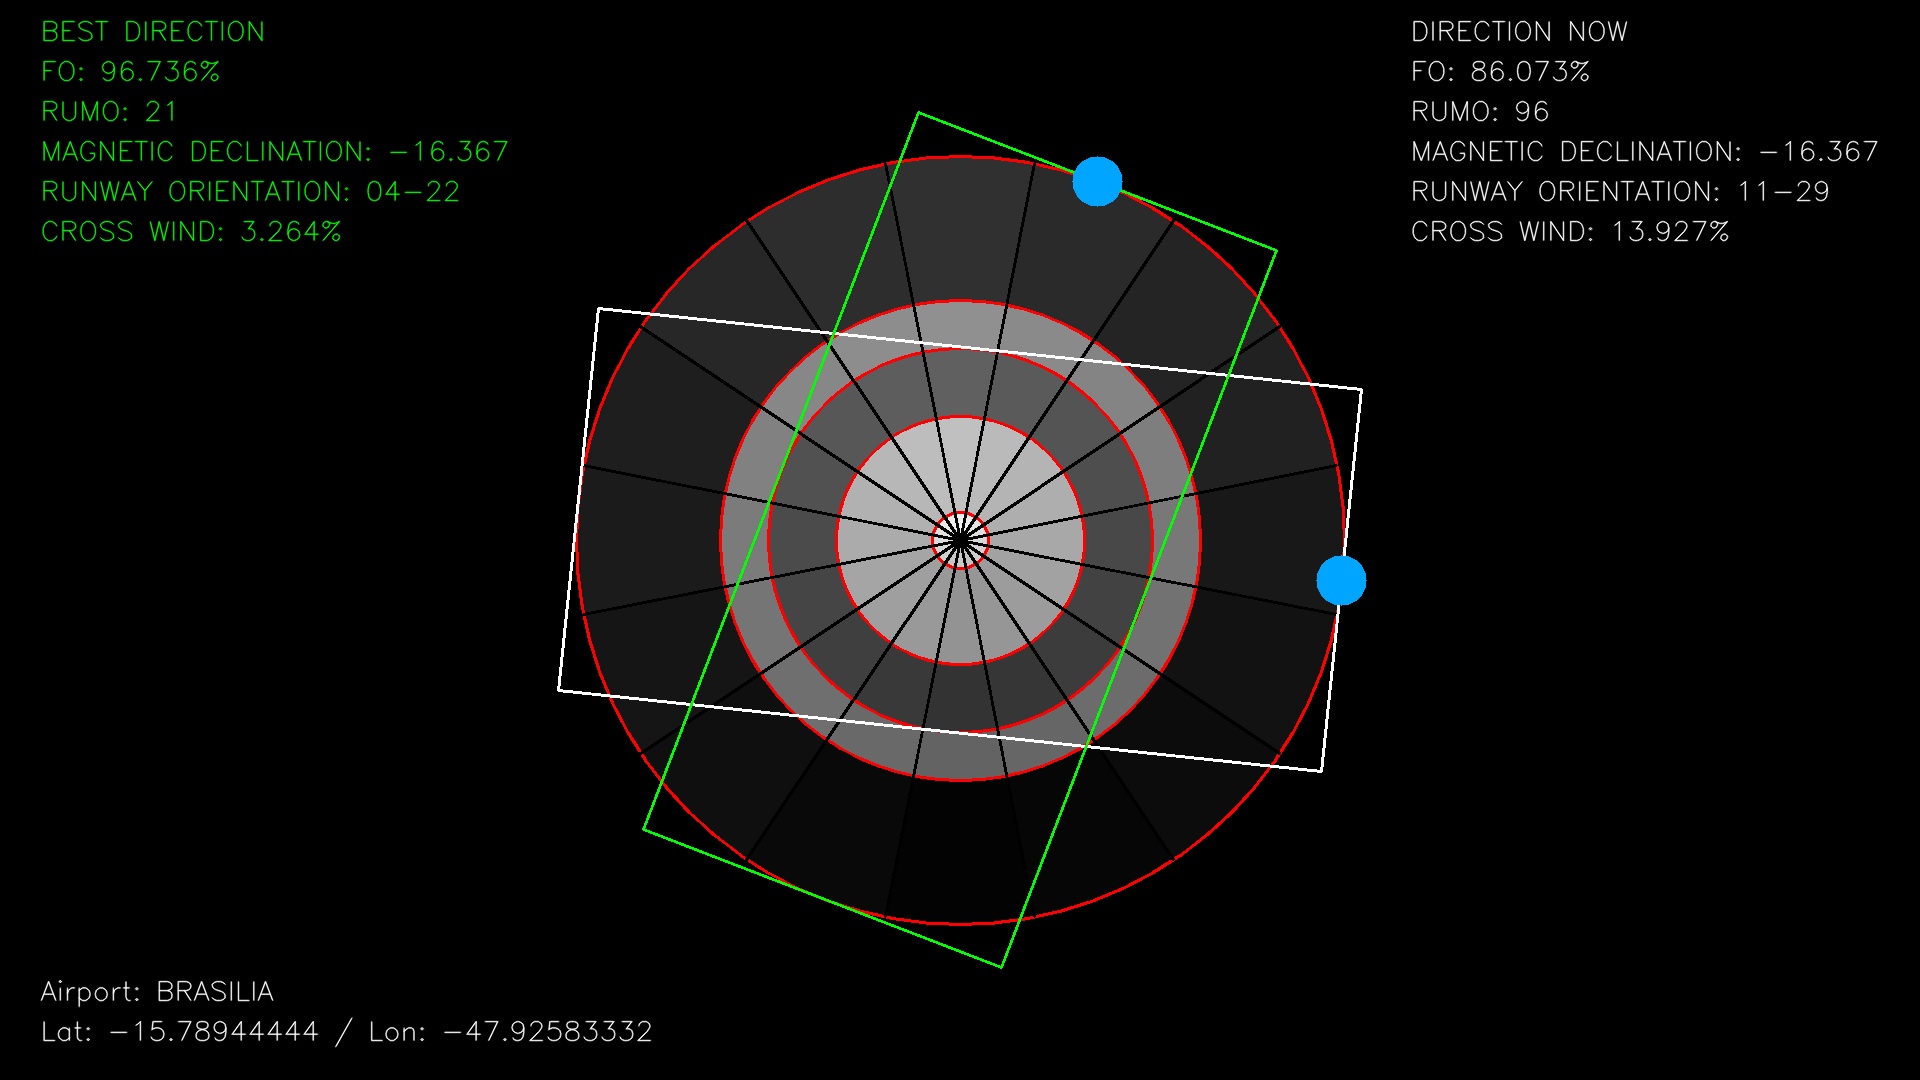 BEST DIRECTION
FO: 96.736%
RUMO: 21
MAGNETIC DECLINATION: -16.367
RUNWAY ORIENTATION: 04-22
CROSS WIND: 3.264%
DIRECTION NOW
FO: 86.073%
RUMO: 96
MAGNETIC DECLINATION: -16.367
RUNWAY ORIENTATION: 11-29
CROSS WIND: 13.927%
Airport: BRASILIA
Lat: -15.78944444 / Lon: -47.92583332